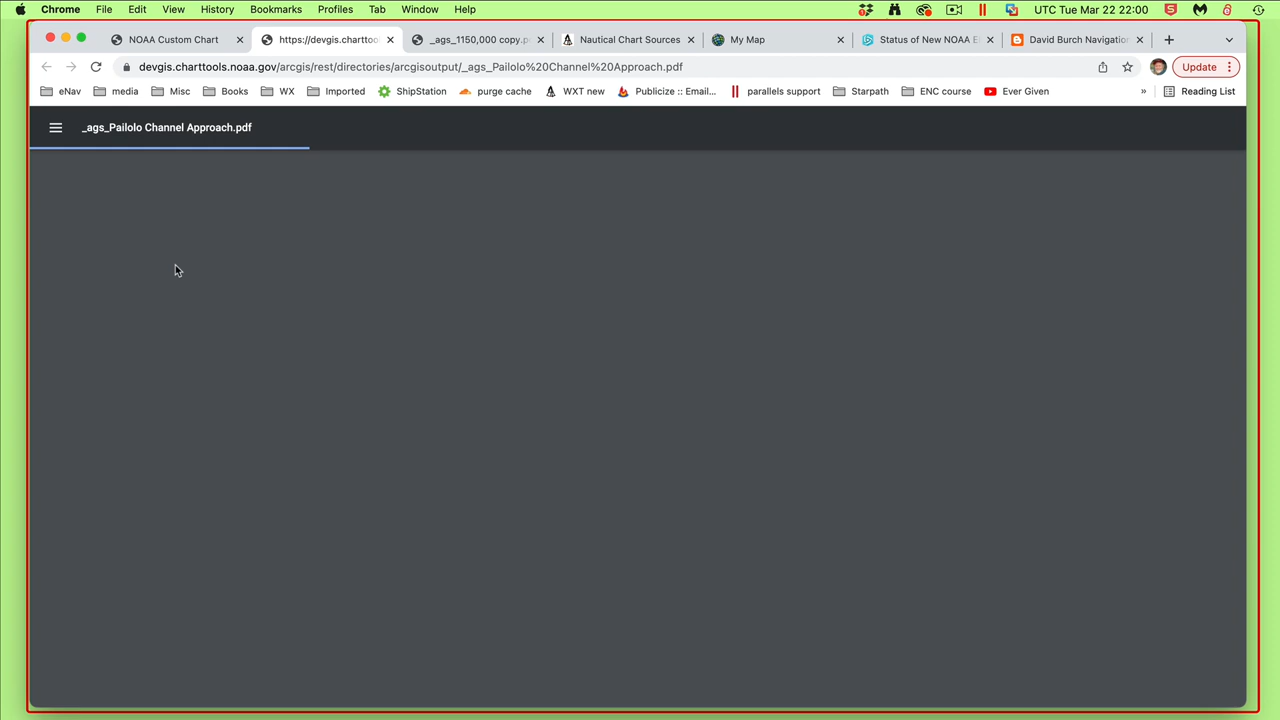 Chrome File Edit View History Bookmarks Profiles Tab Window Help UTC Tue Mar 22 22:00
NOAA Custom Chart https://devgis.charttoo _ags_1150,000 copy.p Nautical Chart Sources My Map Status of New NOAA E David Burch Navigation
devgis.charttools.noaa.gov/arcgis/rest/directories/arcgisoutput/_ags_Pailolo%20Channel%20Approach.pdf Update
eNav media Misc Books WX Imported ShipStation purge cache WXT new Publicize :: Email... parallels support Starpath ENC course Ever Given » Reading List
_ags_Pailolo Channel Approach.pdf